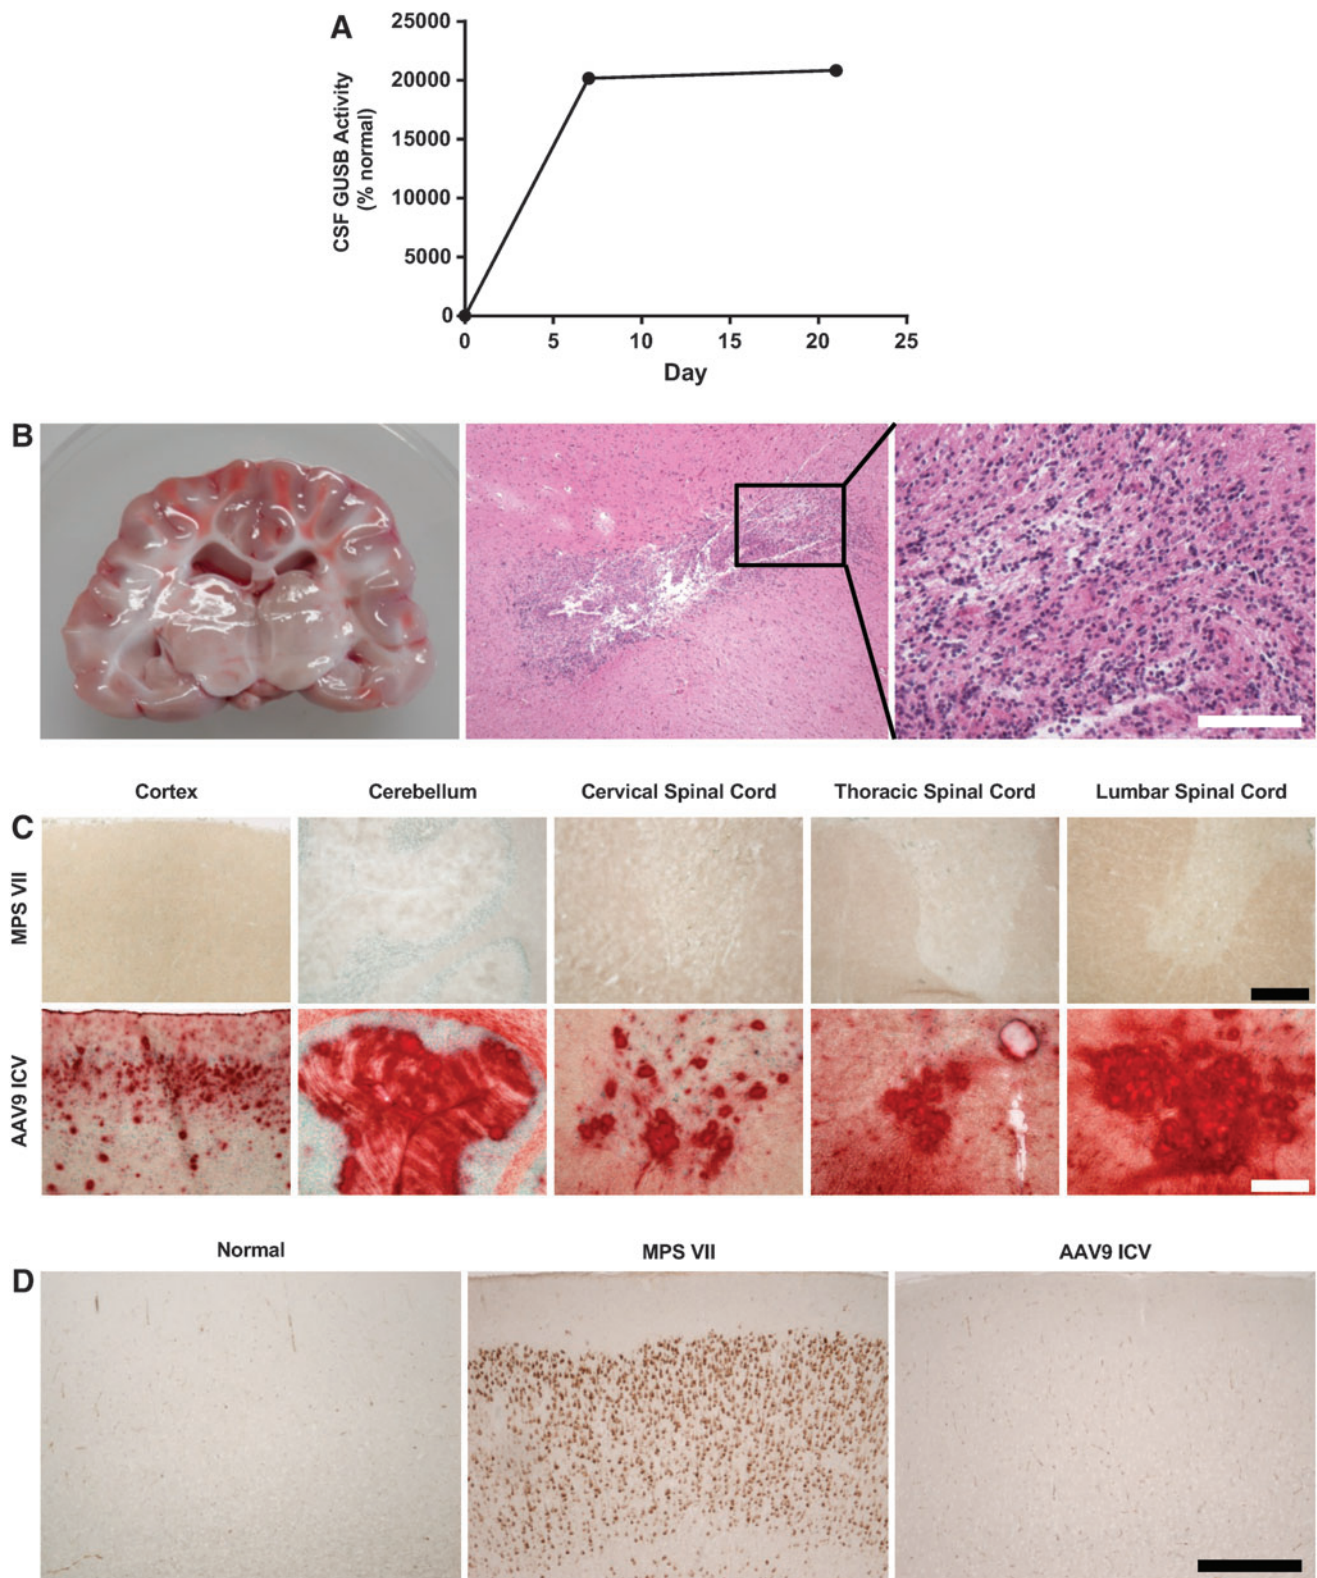 A
25000
20000
15000
10000
5000
0
CSF GUSB Activity
(% normal)
0 5 10 15 20 25
Day
B
Cortex Cerebellum Cervical Spinal Cord Thoracic Spinal Cord Lumbar Spinal Cord
C
MPS VII
AAV9 ICV
Normal MPS VII AAV9 ICV
D